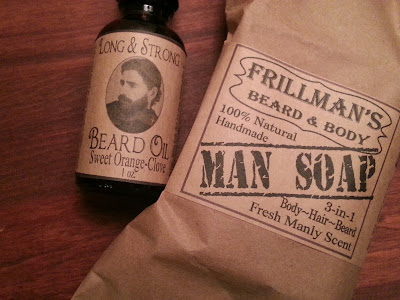 Long & Strong
Beard Oil
Sweet Orange-Clove
1 oz.
FRILLMAN'S
BEARD & BODY
100% Natural
Handmade
MAN SOAP
3-in-1
Body~Hair~Beard
Fresh Manly Scent